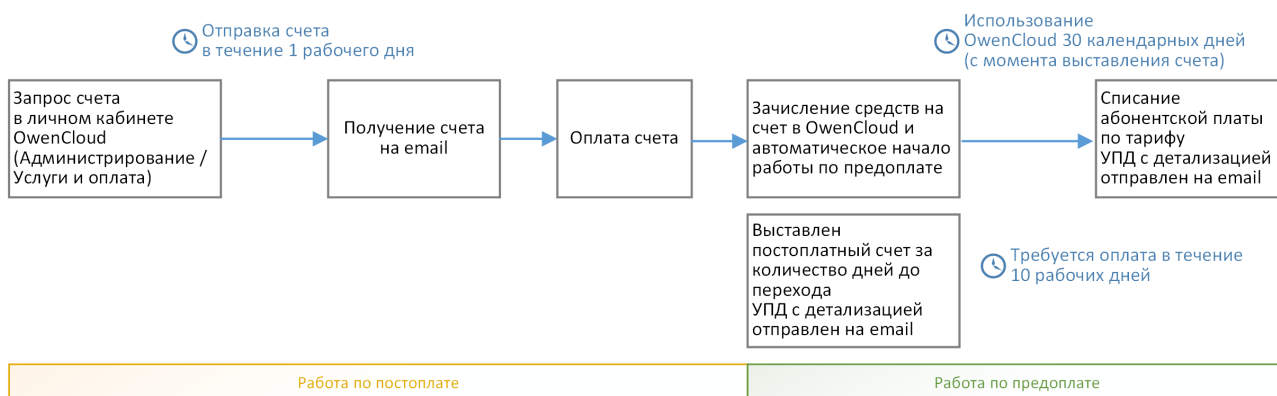 Отправка счета
в течение 1 рабочего дня
Использование
OwenCloud 30 календарных дней
(с момента выставления счета)
Запрос счета
в личном кабинете
OwenCloud
(Администрирование /
Услуги и оплата)
Получение счета
на email
Оплата счета
Зачисление средств на
счет в OwenCloud и
автоматическое начало
работы по предоплате
Списание
абонентской платы
по тарифу
УПД с детализацией
отправлен на email
Выставлен
постоплатный счет за
количество дней до
перехода
УПД с детализацией
отправлен на email
Требуется оплата в течение
10 рабочих дней
Работа по постоплате
Работа по предоплате